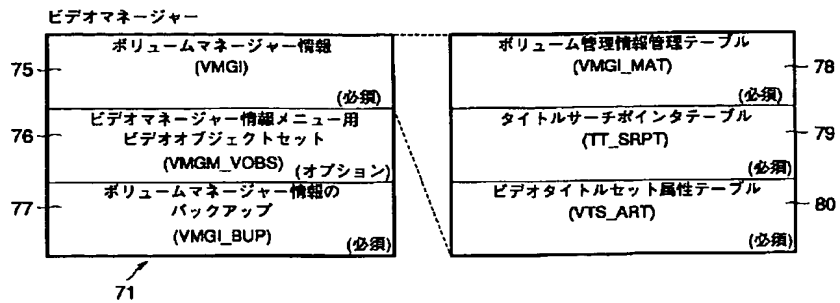 ビデオマネージャー
75
ボリュームマネージャー情報
(VMGI)
(必須)
76
ビデオマネージャー情報メニュー用
ビデオオブジェクトセット
(VMGM_VOBS)
(オプション)
77
ボリュームマネージャー情報の
バックアップ
(VMGI_BUP)
(必須)
71
ボリューム管理情報管理テーブル
(VMGI_MAT)
(必須)
78
タイトルサーチポインタテーブル
(TT_SRPT)
(必須)
79
ビデオタイトルセット属性テーブル
(VTS_ART)
(必須)
80